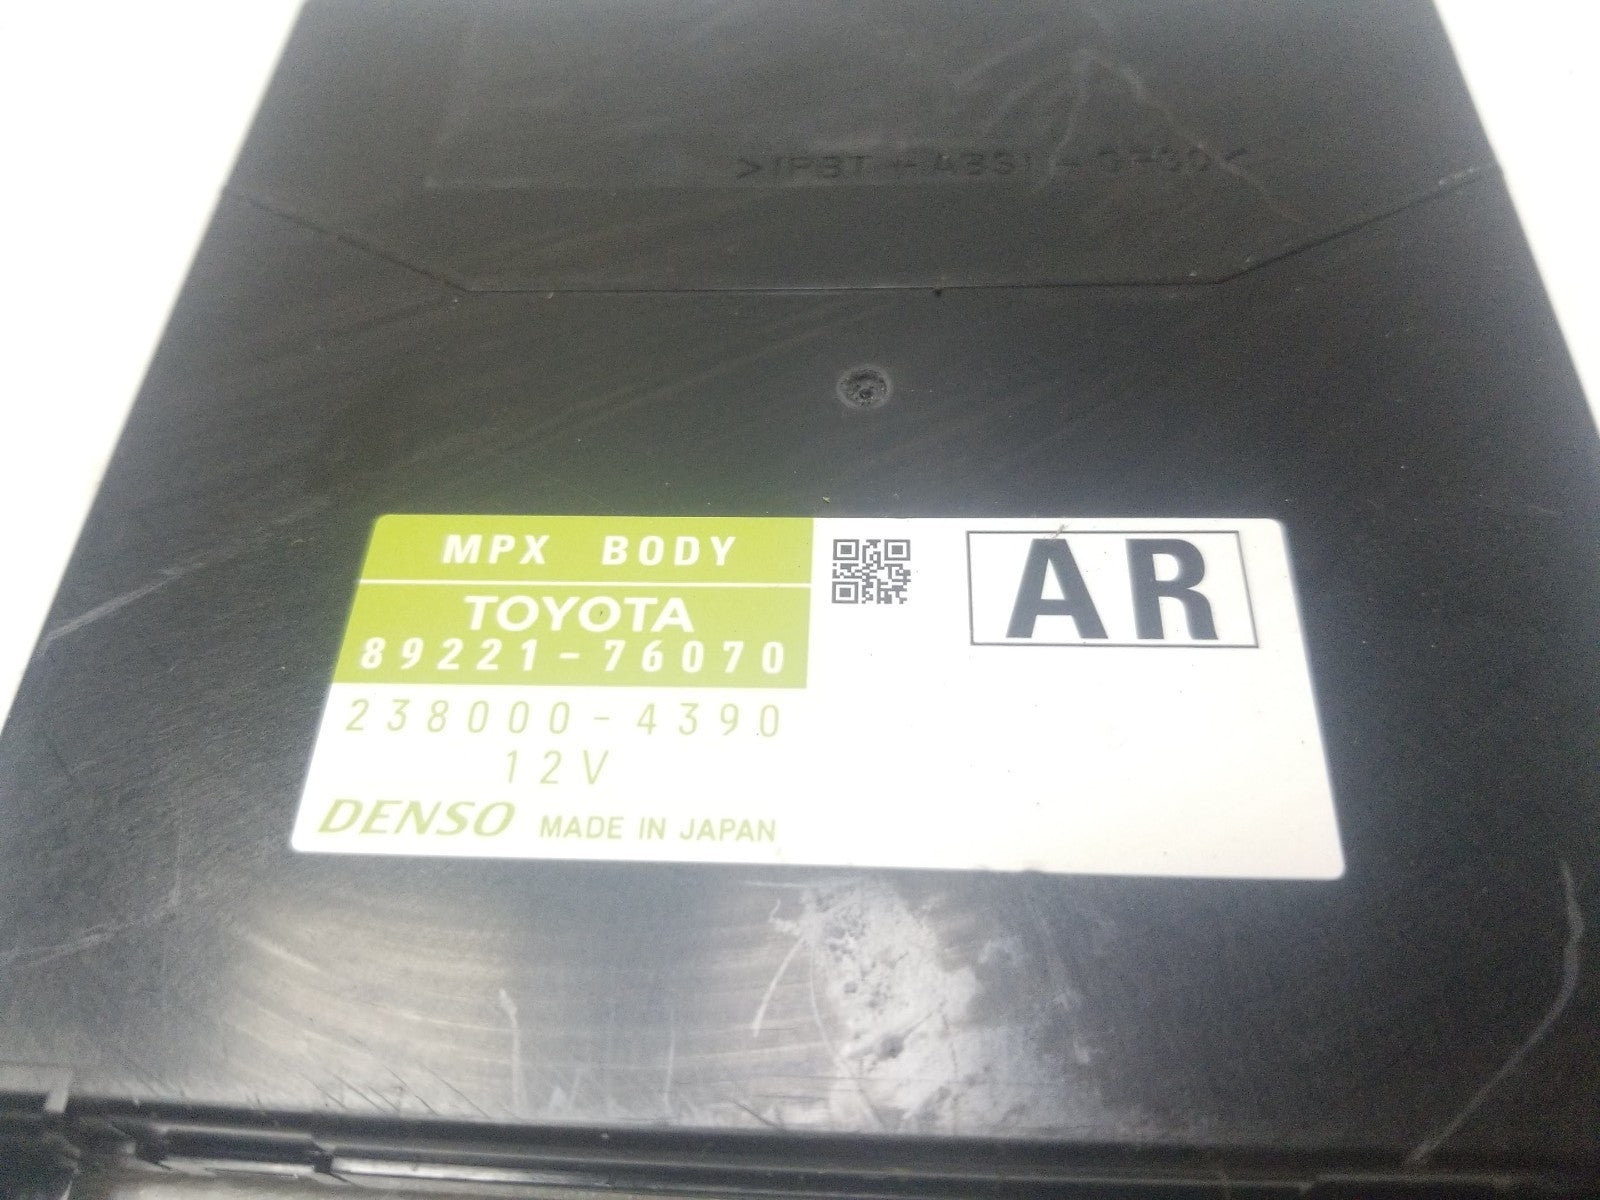 MPX BODY
TOYOTA
89221-76070
238000-4390
12V
DENSO MADE IN JAPAN
AR